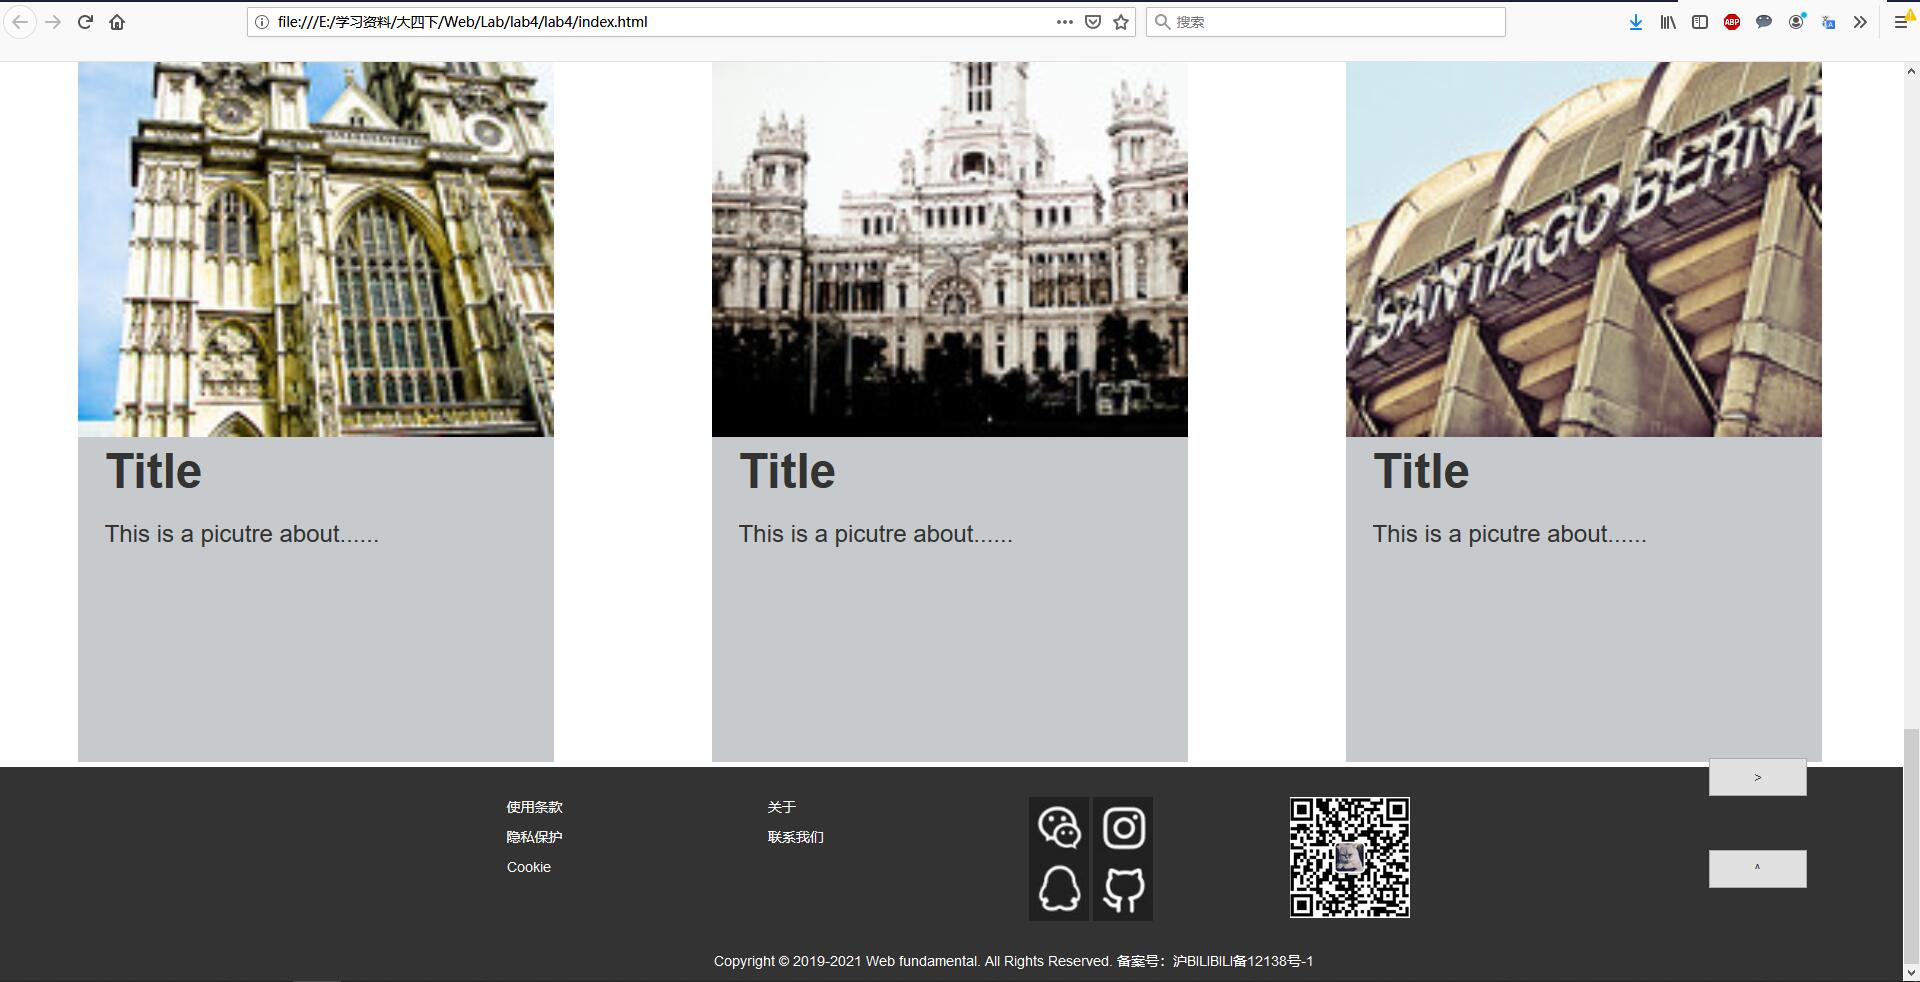 file:///E:/学习资料/大四下/Web/Lab/lab4/lab4/index.html
搜索
ABP
SANTIAGO BERNA
Title
Title
Title
This is a picutre about......
This is a picutre about......
This is a picutre about......
>
使用条款
关于
隐私保护
联系我们
Cookie
^
Copyright © 2019-2021 Web fundamental. All Rights Reserved. 备案号：沪BILIBILI备12138号-1